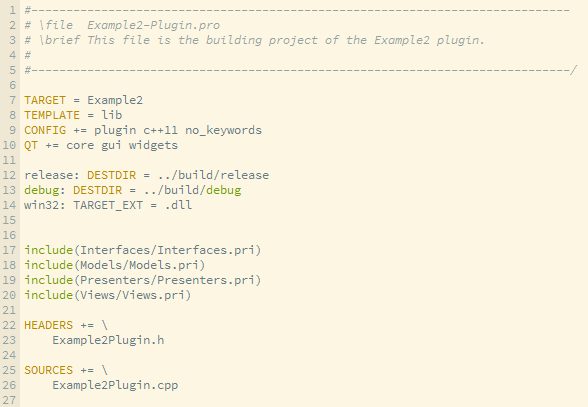 1 #---------------------------------------------------------------------------
2 # \file  Example2-Plugin.pro
3 # \brief This file is the building project of the Example2 plugin.
4 #
5 #---------------------------------------------------------------------------/
6
7 TARGET = Example2
8 TEMPLATE = lib
9 CONFIG += plugin c++11 no_keywords
10 QT += core gui widgets
11
12 release: DESTDIR = ../build/release
13 debug: DESTDIR = ../build/debug
14 win32: TARGET_EXT = .dll
15
16
17 include(Interfaces/Interfaces.pri)
18 include(Models/Models.pri)
19 include(Presenters/Presenters.pri)
20 include(Views/Views.pri)
21
22 HEADERS += \
23     Example2Plugin.h
24
25 SOURCES += \
26     Example2Plugin.cpp
27